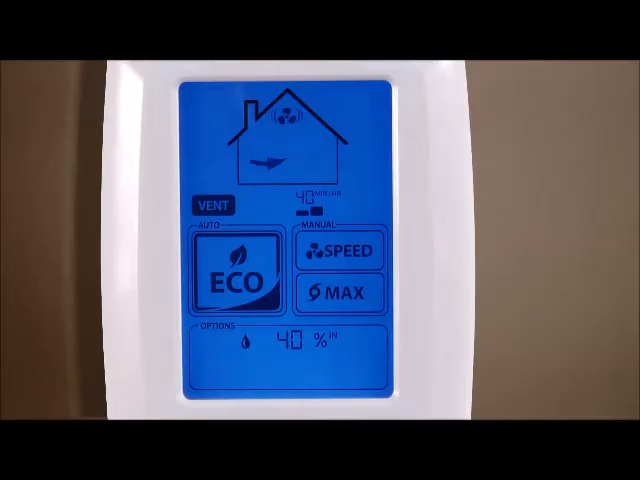 40 MIN/HR
VENT
AUTO
MANUAL
ECO
SPEED
MAX
OPTIONS
40 % IN